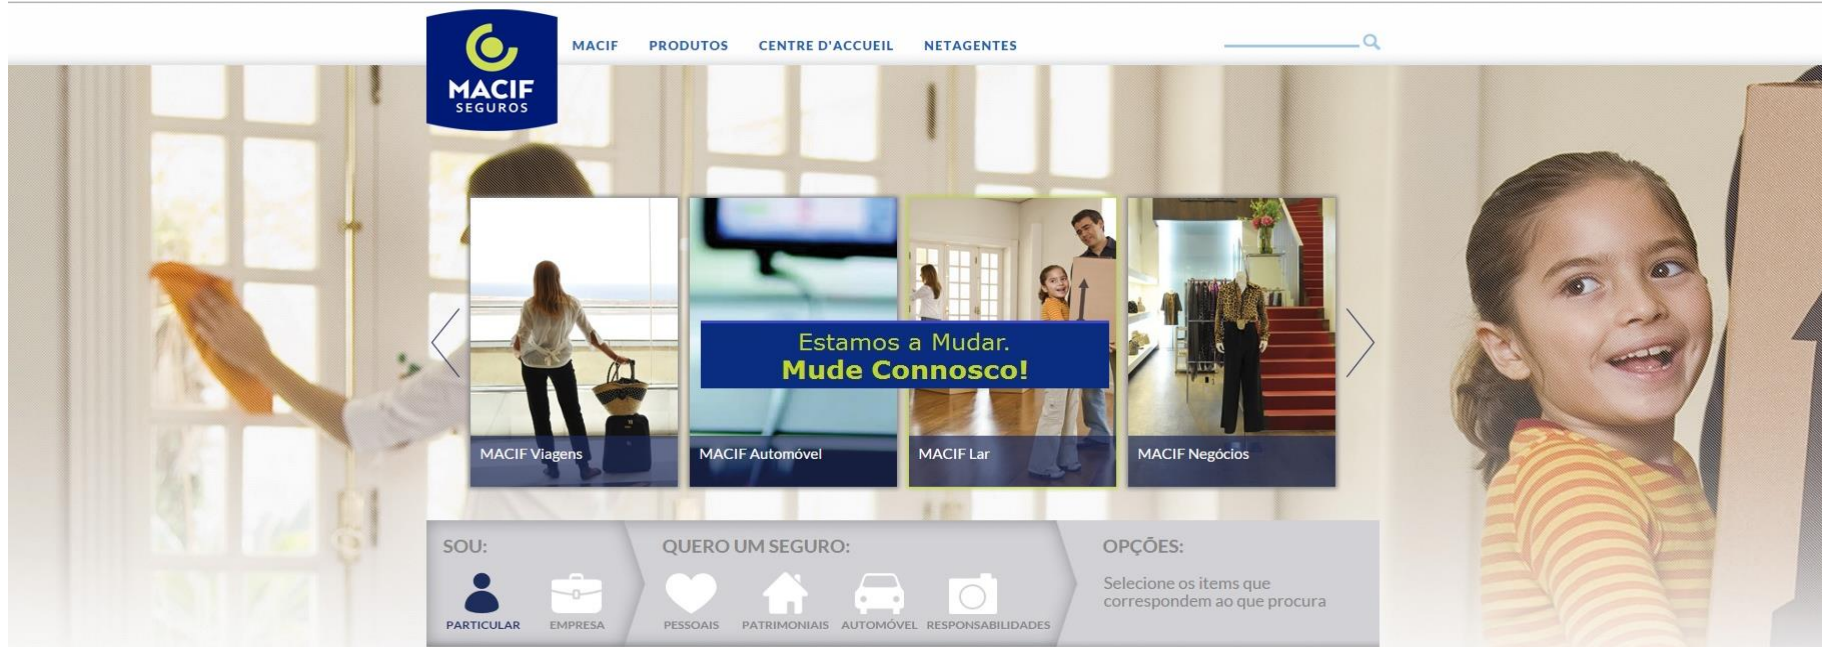 MACIF
SEGUROS
MACIF PRODUTOS CENTRE D'ACCUEIL NETAGENTES
Estamos a Mudar.
Mude Connosco!
MACIF Viagens
MACIF Automóvel
MACIF Lar
MACIF Negócios
SOU:
PARTICULAR EMPRESA
QUERO UM SEGURO:
PESSOAIS PATRIMONIAIS AUTOMÓVEL RESPONSABILIDADES
OPÇÕES:
Selecione os items que
correspondem ao que procura